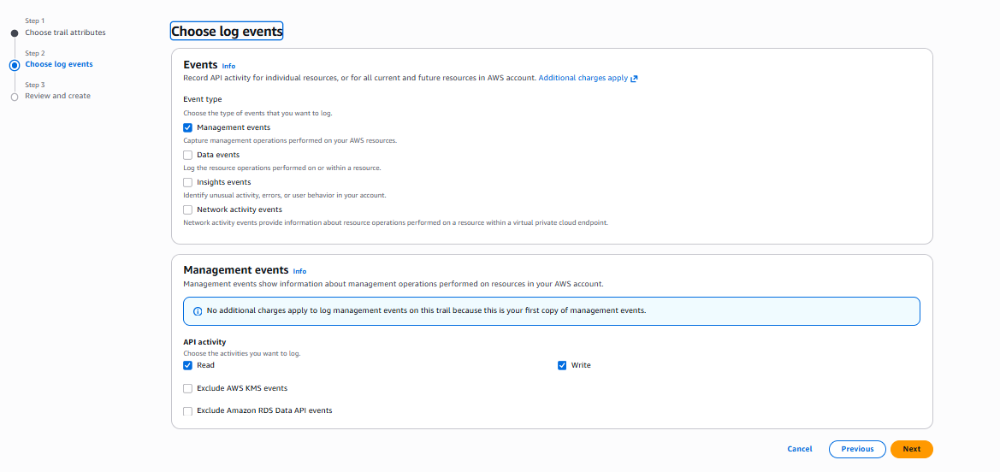 Step 1
Choose trail attributes
Step 2
Choose log events
Step 3
Review and create
Choose log events
Events Info
Record API activity for individual resources, or for all current and future resources in AWS account. Additional charges apply
Event type
Choose the type of events that you want to log.
Management events
Capture management operations performed on your AWS resources.
Data events
Log the resource operations performed on or within a resource.
Insights events
Identify unusual activity, errors, or user behavior in your account.
Network activity events
Network activity events provide information about resource operations performed on a resource within a virtual private cloud endpoint.
Management events Info
Management events show information about management operations performed on resources in your AWS account.
No additional charges apply to log management events on this trail because this is your first copy of management events.
API activity
Choose the activities you want to log.
Read Write
Exclude AWS KMS events
Exclude Amazon RDS Data API events
Cancel Previous Next